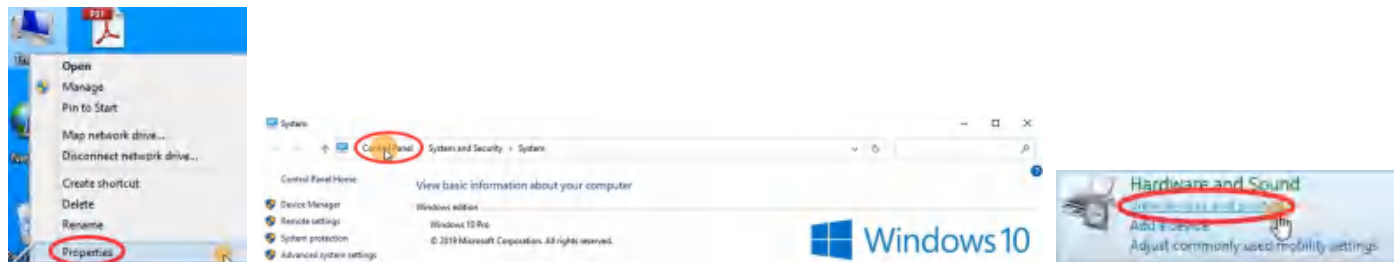 PDF
Open
Manage
Pin to Start
Map network drive...
Disconnect network drive...
Create shortcut
Delete
Rename
Properties
System
Control Panel
System and Security › System
Control Panel Home
View basic information about your computer
Device Manager
Windows edition
Remote settings
Windows 10 Pro
System protection
© 2019 Microsoft Corporation. All rights reserved.
Advanced system settings
Windows 10
Hardware and Sound
Add a device
Adjust commonly used mobility settings